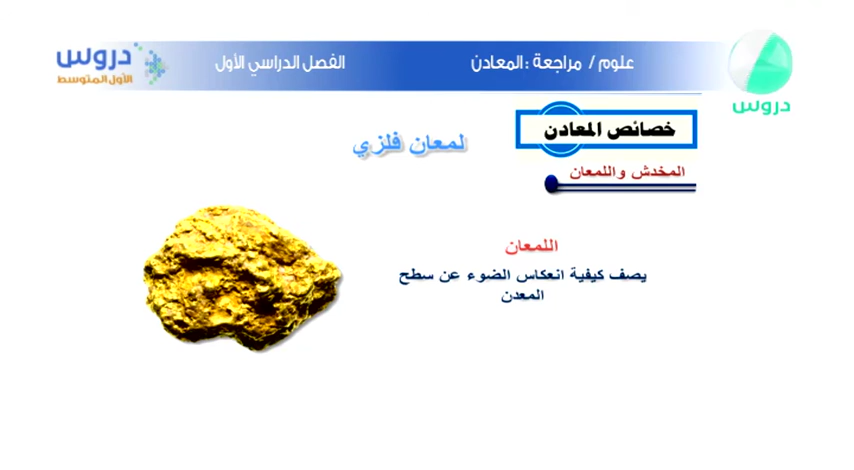 دروس
علوم / مراجعة : المعادن
الفصل الدراسي الأول
دروس
الأول المتوسط
خصائص المعادن
لمعان فلزي
المخدش واللمعان
اللمعان
يصف كيفية انعكاس الضوء عن سطح
المعدن